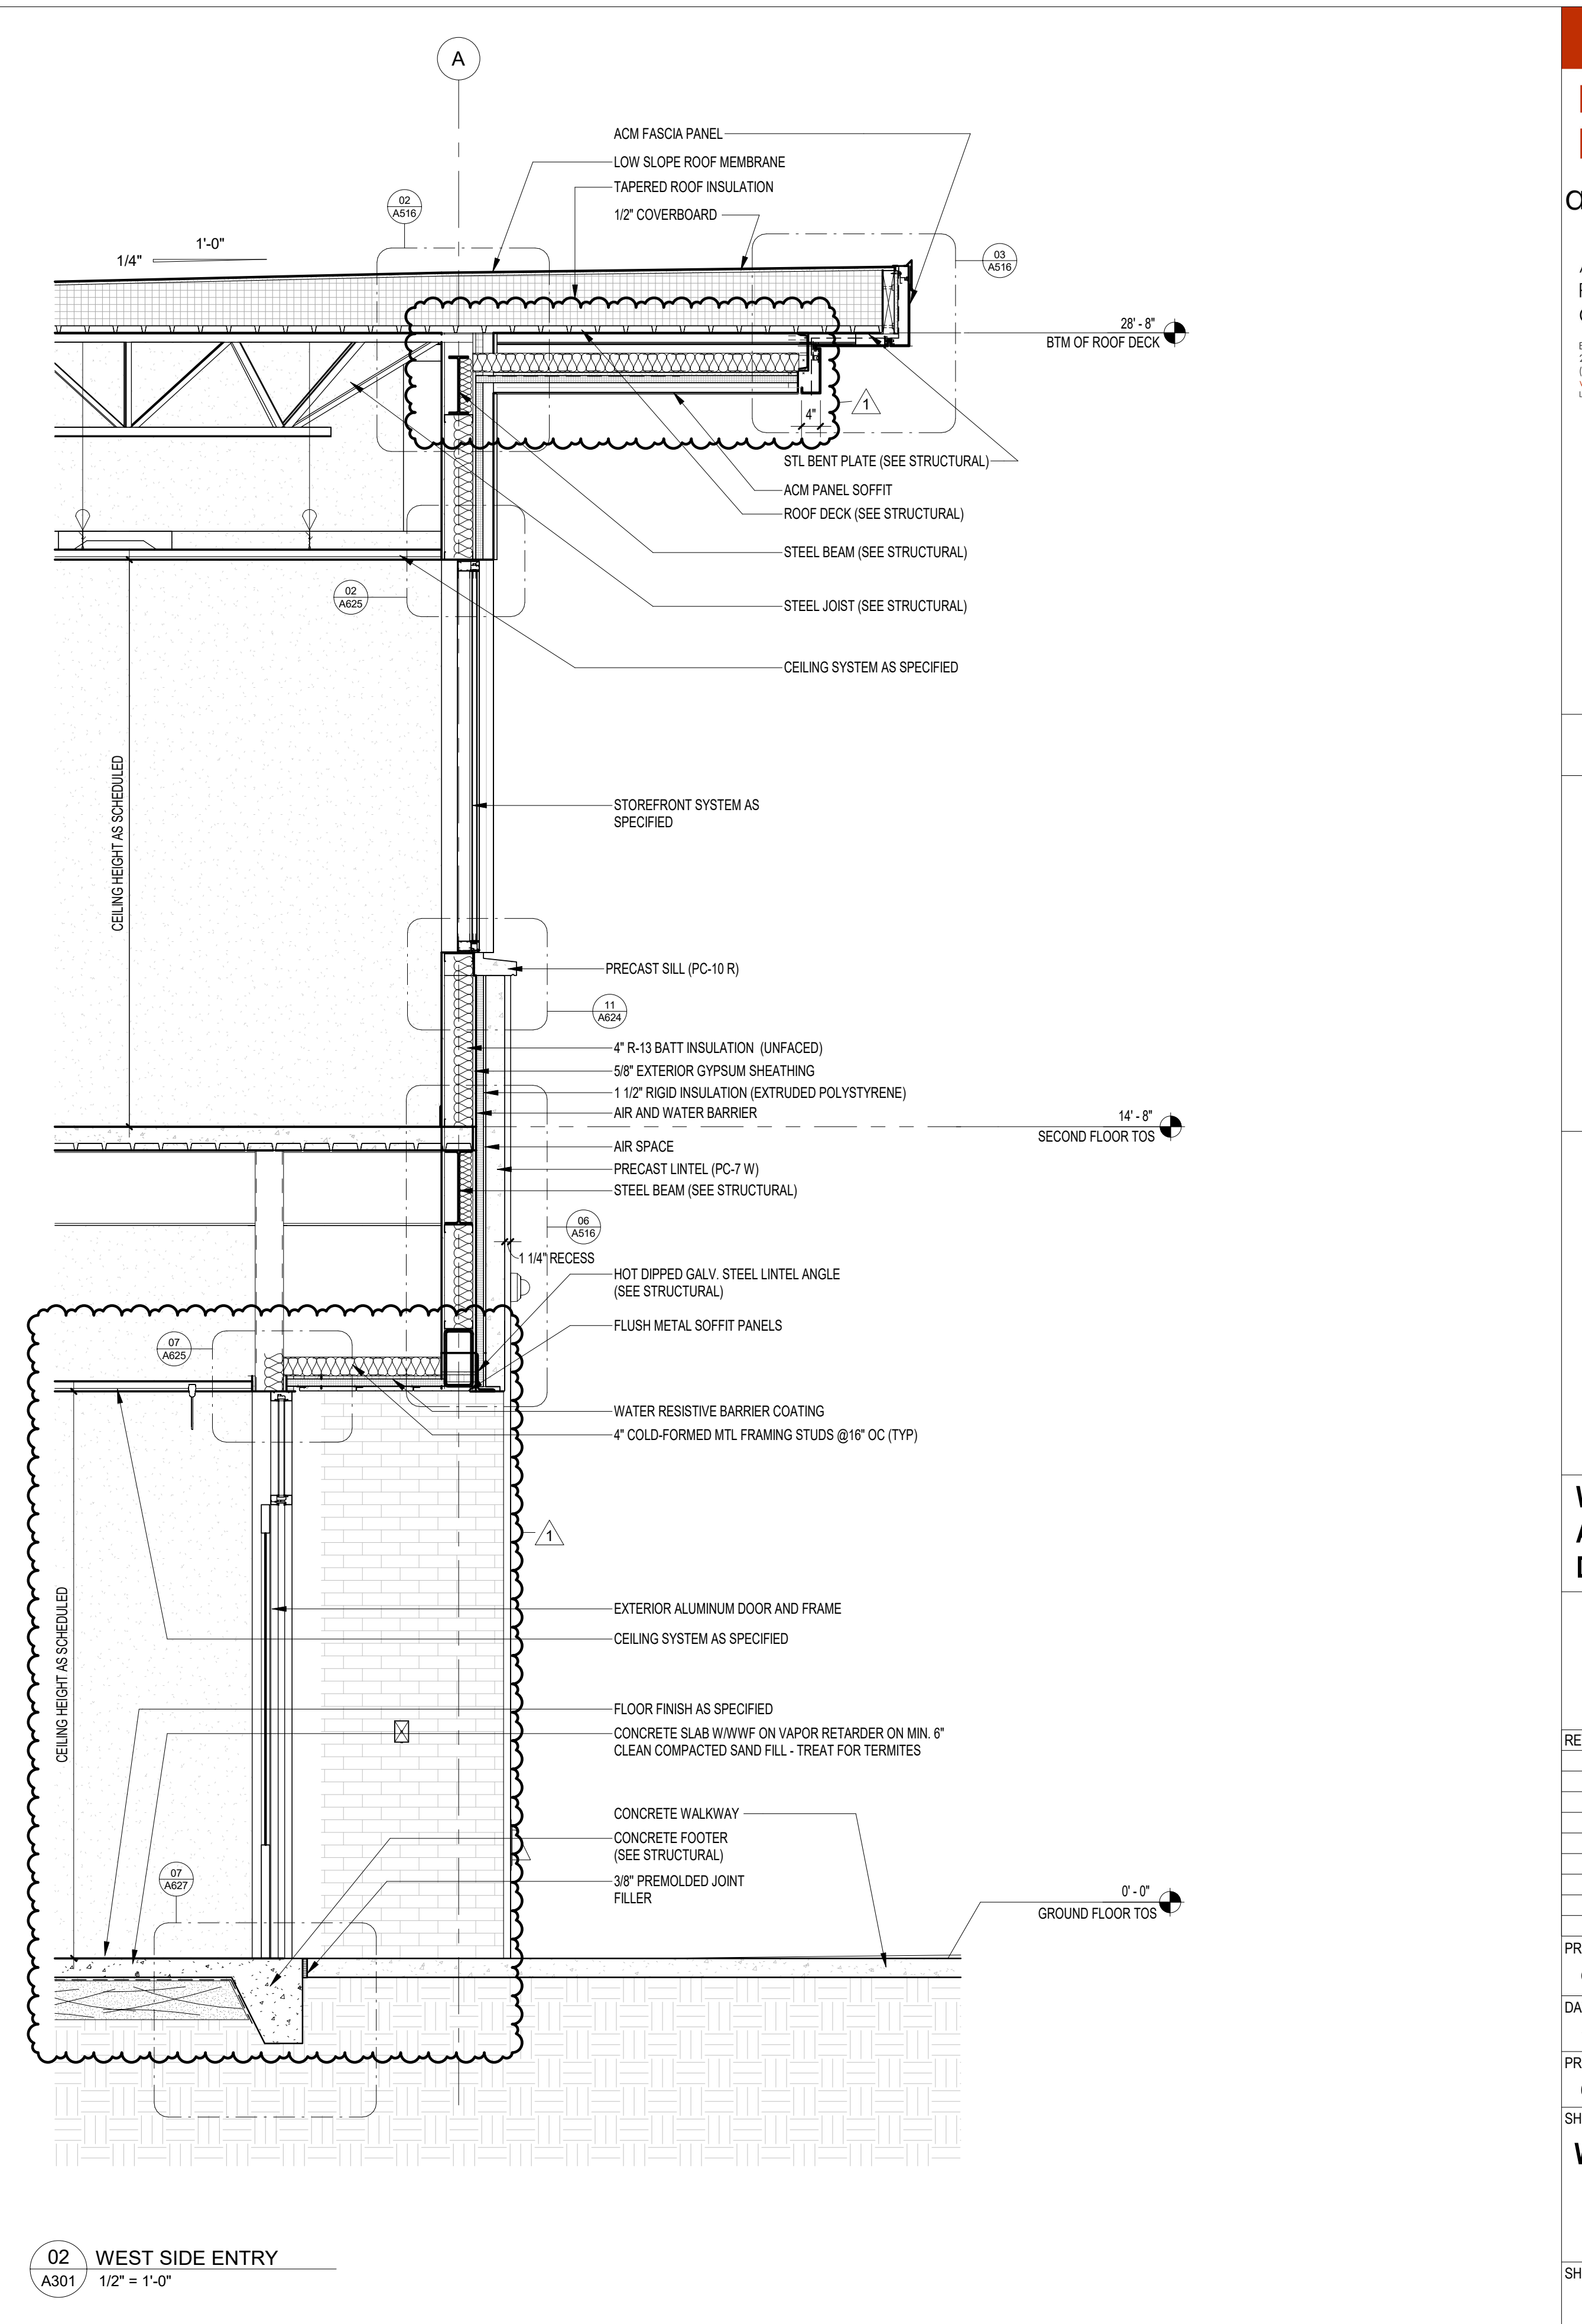 A
ACM FASCIA PANEL
LOW SLOPE ROOF MEMBRANE
TAPERED ROOF INSULATION
1/2" COVERBOARD
02
A516
1'-0"
1/4"
03
A516
28' - 8"
BTM OF ROOF DECK
4"
1
STL BENT PLATE (SEE STRUCTURAL)
ACM PANEL SOFFIT
ROOF DECK (SEE STRUCTURAL)
STEEL BEAM (SEE STRUCTURAL)
02
A625
STEEL JOIST (SEE STRUCTURAL)
CEILING SYSTEM AS SPECIFIED
CEILING HEIGHT AS SCHEDULED
STOREFRONT SYSTEM AS
SPECIFIED
PRECAST SILL (PC-10 R)
11
A624
4" R-13 BATT INSULATION (UNFACED)
5/8" EXTERIOR GYPSUM SHEATHING
1 1/2" RIGID INSULATION (EXTRUDED POLYSTYRENE)
AIR AND WATER BARRIER
14' - 8"
SECOND FLOOR TOS
AIR SPACE
PRECAST LINTEL (PC-7 W)
STEEL BEAM (SEE STRUCTURAL)
06
A516
1 1/4" RECESS
HOT DIPPED GALV. STEEL LINTEL ANGLE
(SEE STRUCTURAL)
FLUSH METAL SOFFIT PANELS
07
A625
WATER RESISTIVE BARRIER COATING
4" COLD-FORMED MTL FRAMING STUDS @16" OC (TYP)
1
CEILING HEIGHT AS SCHEDULED
EXTERIOR ALUMINUM DOOR AND FRAME
CEILING SYSTEM AS SPECIFIED
FLOOR FINISH AS SPECIFIED
CONCRETE SLAB W/WWF ON VAPOR RETARDER ON MIN. 6"
CLEAN COMPACTED SAND FILL - TREAT FOR TERMITES
CONCRETE WALKWAY
CONCRETE FOOTER
(SEE STRUCTURAL)
07
A627
3/8" PREMOLDED JOINT
FILLER
0' - 0"
GROUND FLOOR TOS
02
A301
WEST SIDE ENTRY
1/2" = 1'-0"
RE
PR
DA
PR
SH
SH